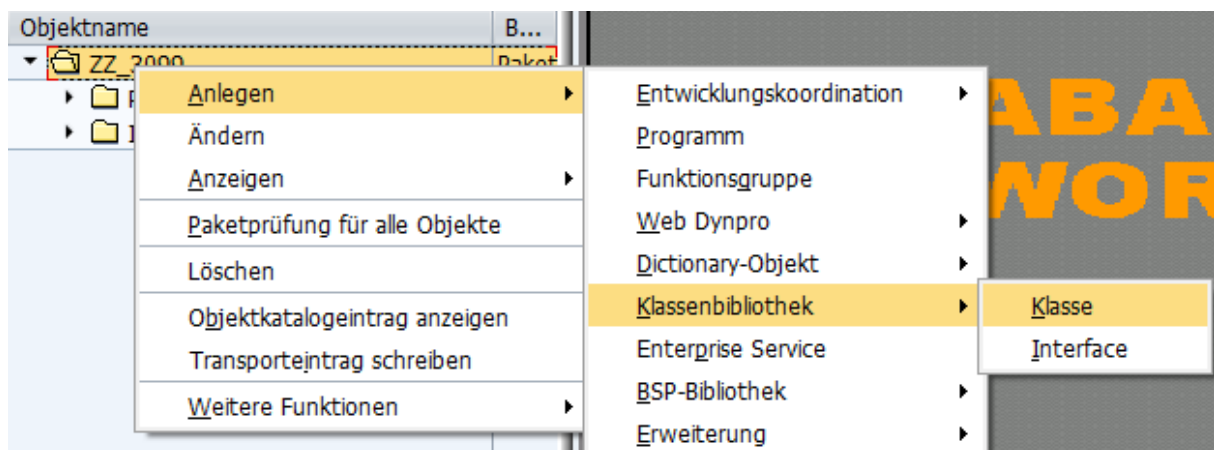 Objektname B...
ZZ_3099 Paket
Anlegen
Ändern
Anzeigen
Paketprüfung für alle Objekte
Löschen
Objektkatalogeintrag anzeigen
Transporteintrag schreiben
Weitere Funktionen
Entwicklungskoordination
Programm
Funktionsgruppe
Web Dynpro
Dictionary-Objekt
Klassenbibliothek
Enterprise Service
BSP-Bibliothek
Erweiterung
Klasse
Interface
ABA
WOR